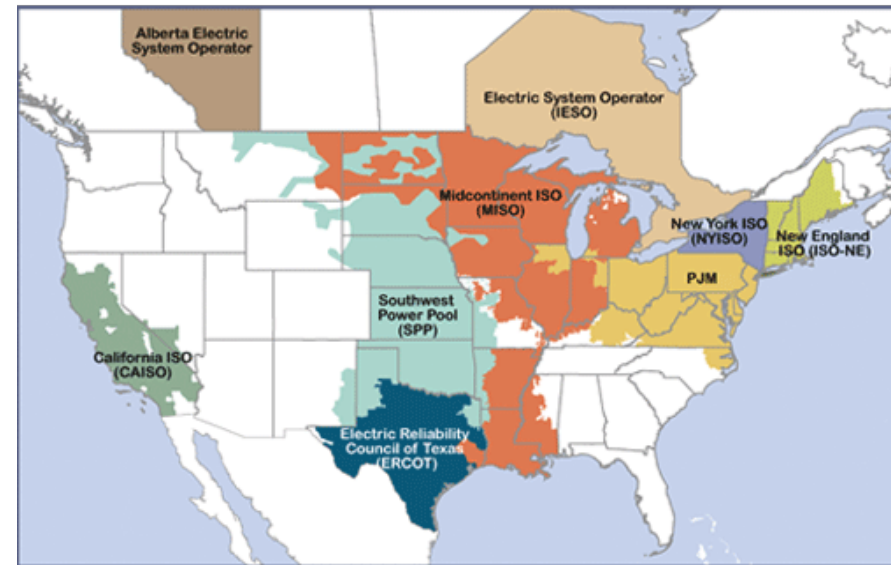 Alberta Electric
System Operator
Electric System Operator
(IESO)
Midcontinent ISO
(MISO)
New York ISO
(NYISO)
New England
ISO (ISO-NE)
PJM
Southwest
Power Pool
(SPP)
California ISO
(CAISO)
Electric Reliability
Council of Texas
(ERCOT)